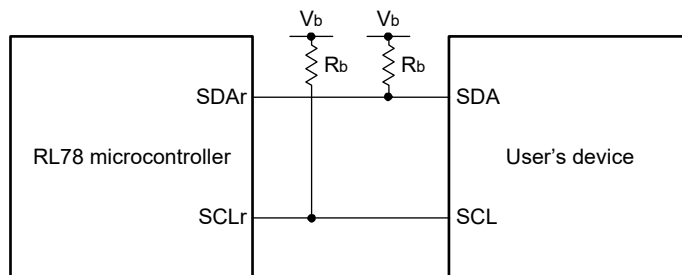 Vb Vb
Rb Rb
SDAr SDA
RL78 microcontroller User’s device
SCLr SCL